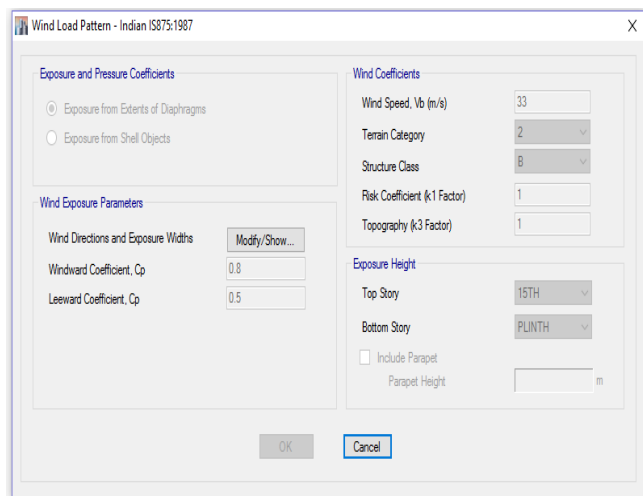 Wind Load Pattern - Indian IS875:1987
X
Exposure and Pressure Coefficients
Exposure from Extents of Diaphragms
Exposure from Shell Objects
Wind Exposure Parameters
Wind Directions and Exposure Widths Modify/Show...
Windward Coefficient, Cp 0.8
Leeward Coefficient, Cp 0.5
Wind Coefficients
Wind Speed, Vb (m/s) 33
Terrain Category 2
Structure Class B
Risk Coefficient (k1 Factor) 1
Topography (k3 Factor) 1
Exposure Height
Top Story 15TH
Bottom Story PLINTH
Include Parapet
Parapet Height m
OK Cancel